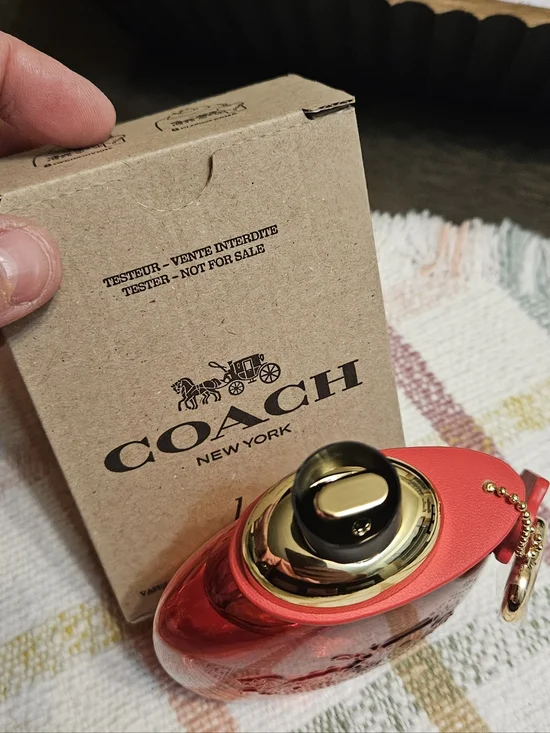 TESTEUR – VENTE INTERDITE
TESTER – NOT FOR SALE
COACH
NEW YORK